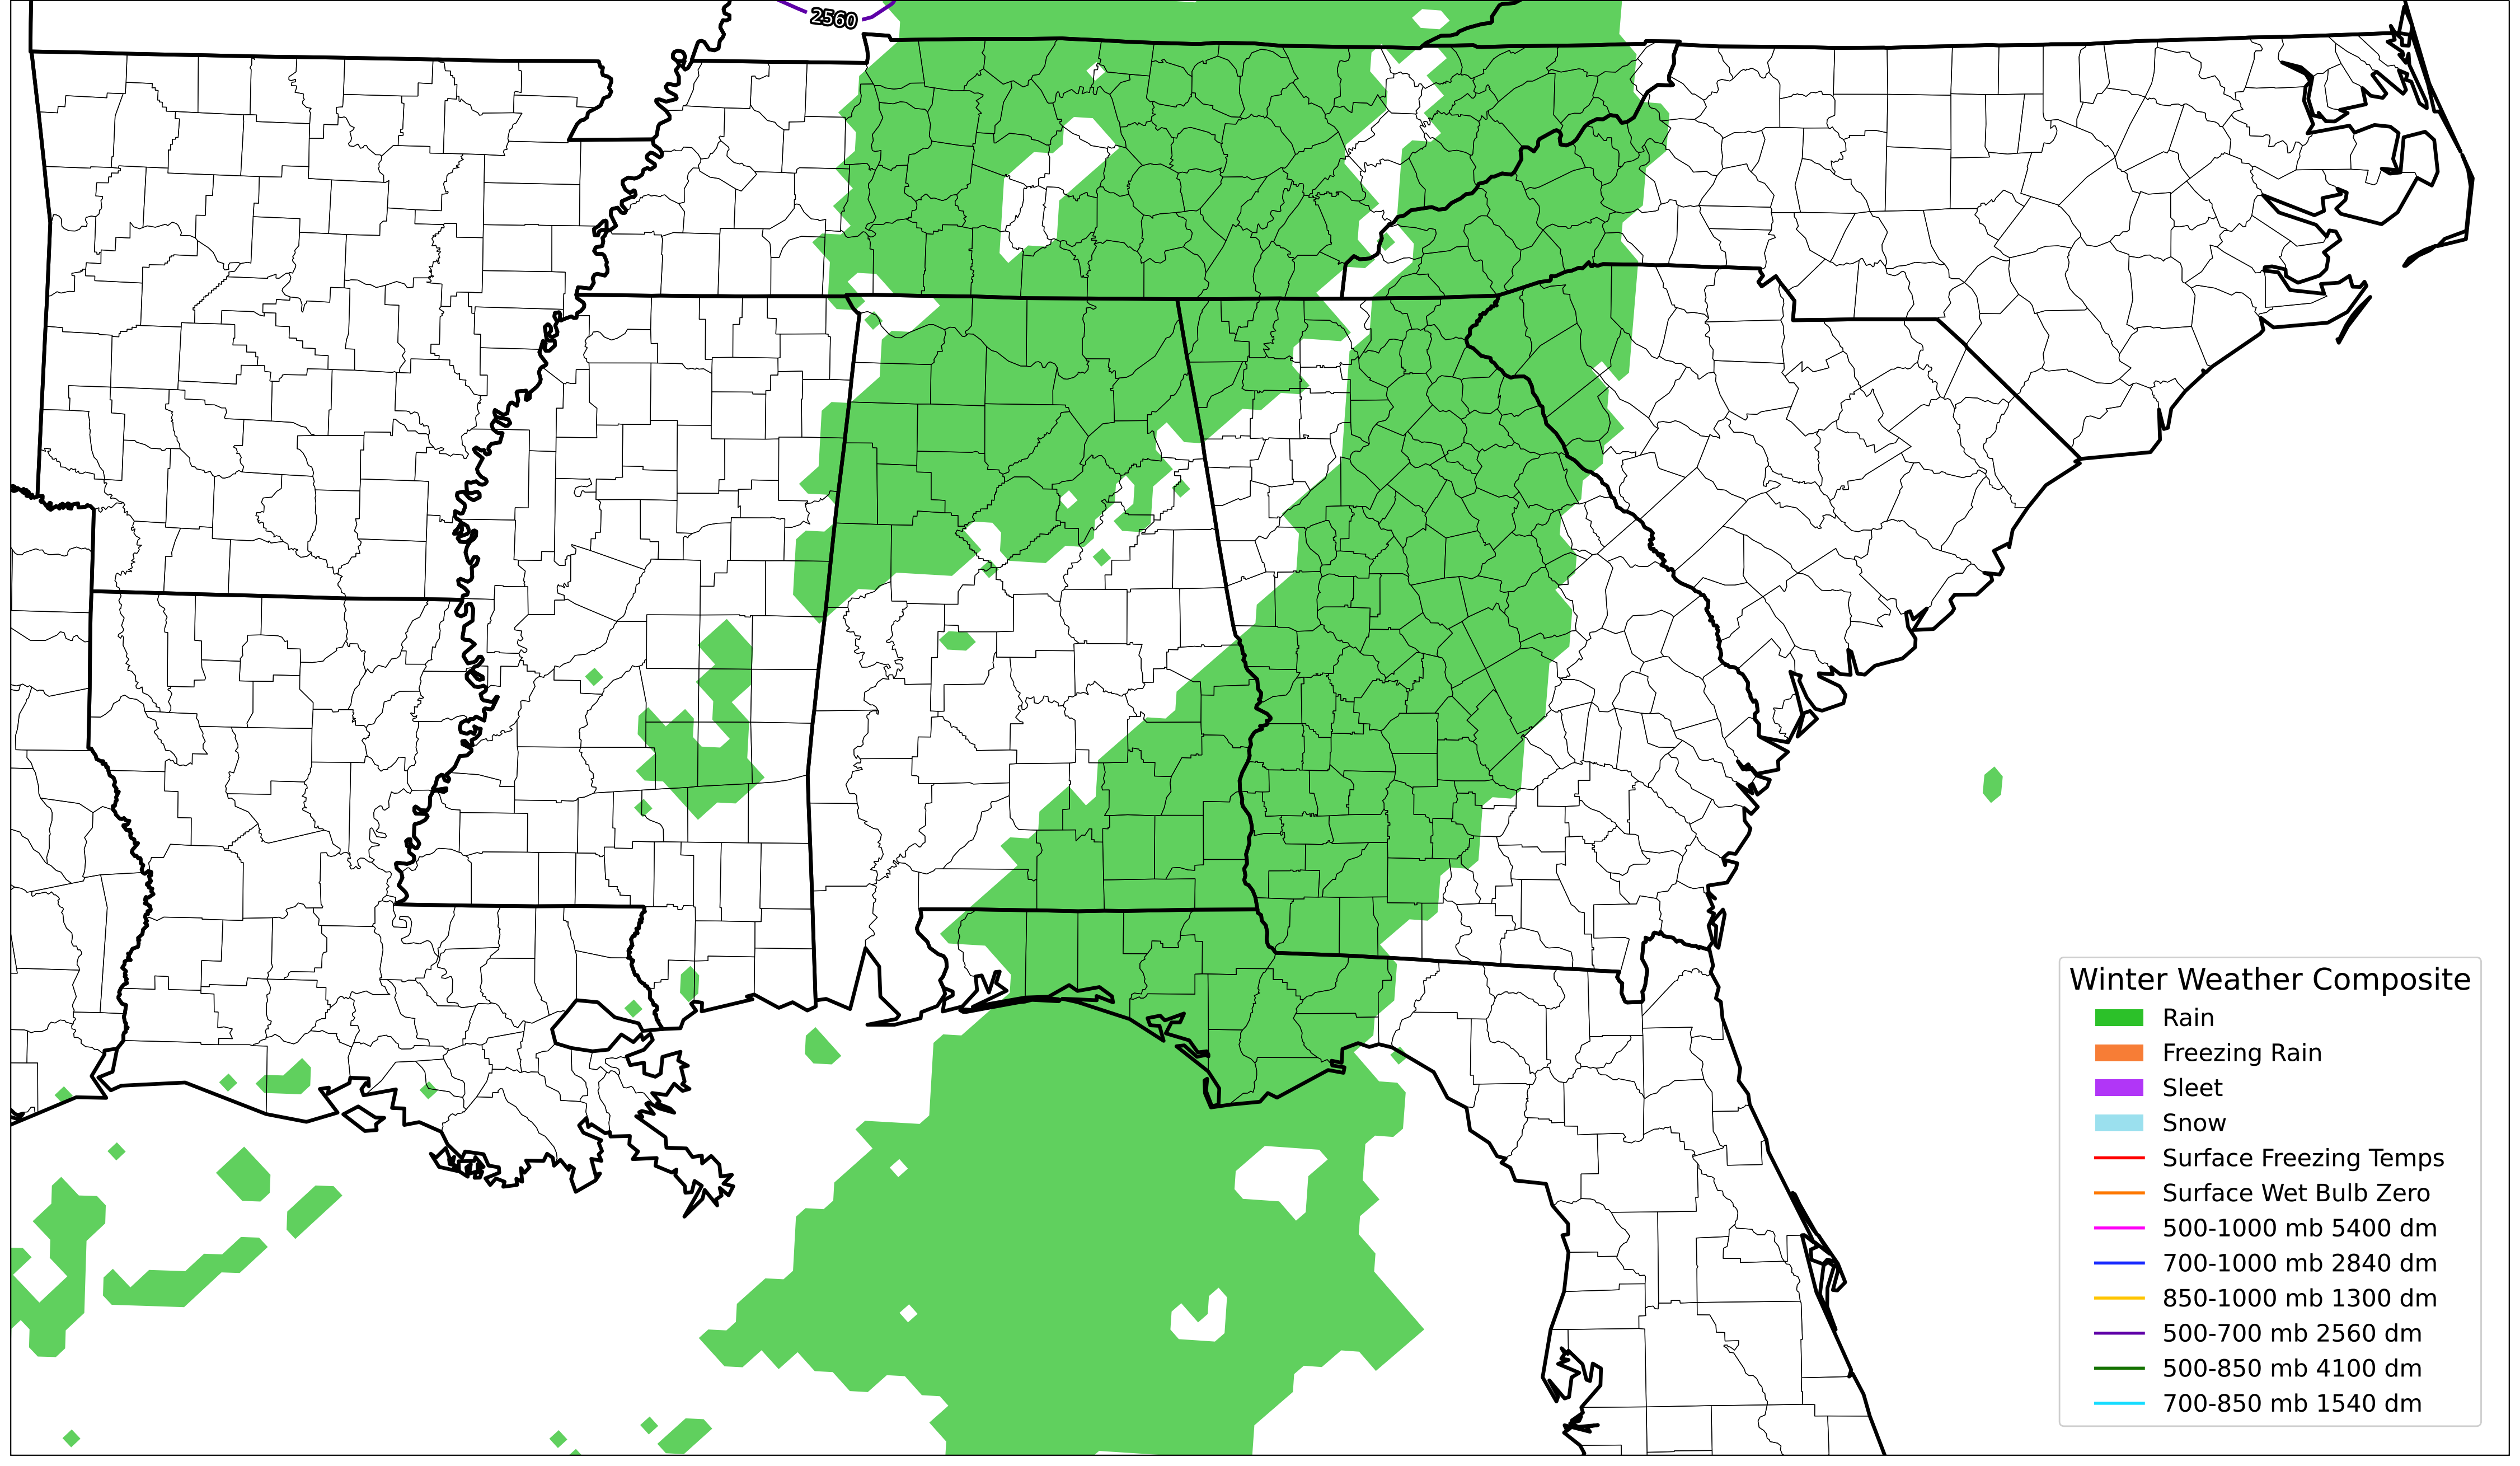 2560
Winter Weather Composite
Rain
Freezing Rain
Sleet
Snow
Surface Freezing Temps
Surface Wet Bulb Zero
500-1000 mb 5400 dm
700-1000 mb 2840 dm
850-1000 mb 1300 dm
500-700 mb 2560 dm
500-850 mb 4100 dm
700-850 mb 1540 dm